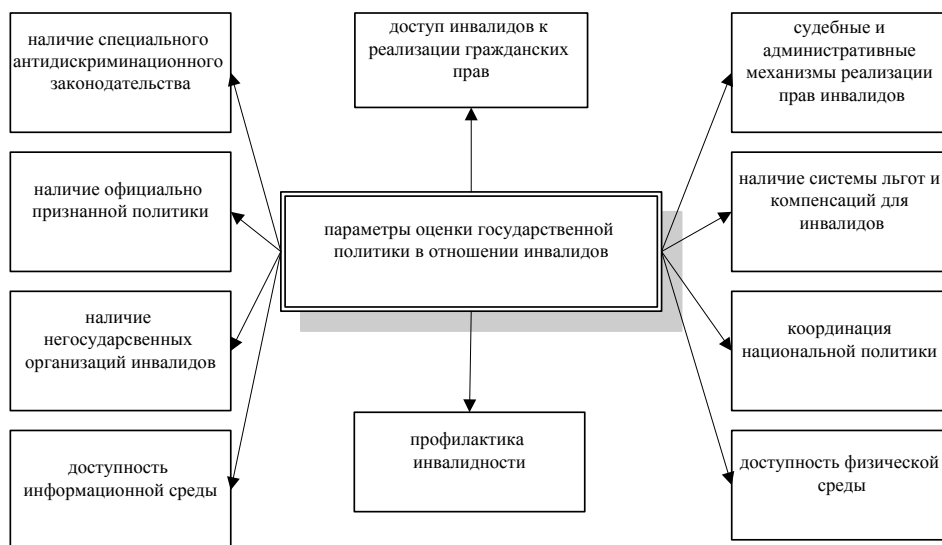 наличие специального
антидискриминационного
законодательства
доступ инвалидов к
реализации гражданских
прав
судебные и
административные
механизмы реализации
прав инвалидов
наличие официально
признанной политики
параметры оценки государственной
политики в отношении инвалидов
наличие системы льгот и
компенсаций для
инвалидов
наличие
негосударсвенных
организаций инвалидов
координация
национальной политики
доступность
информационной среды
профилактика
инвалидности
доступность физической
среды